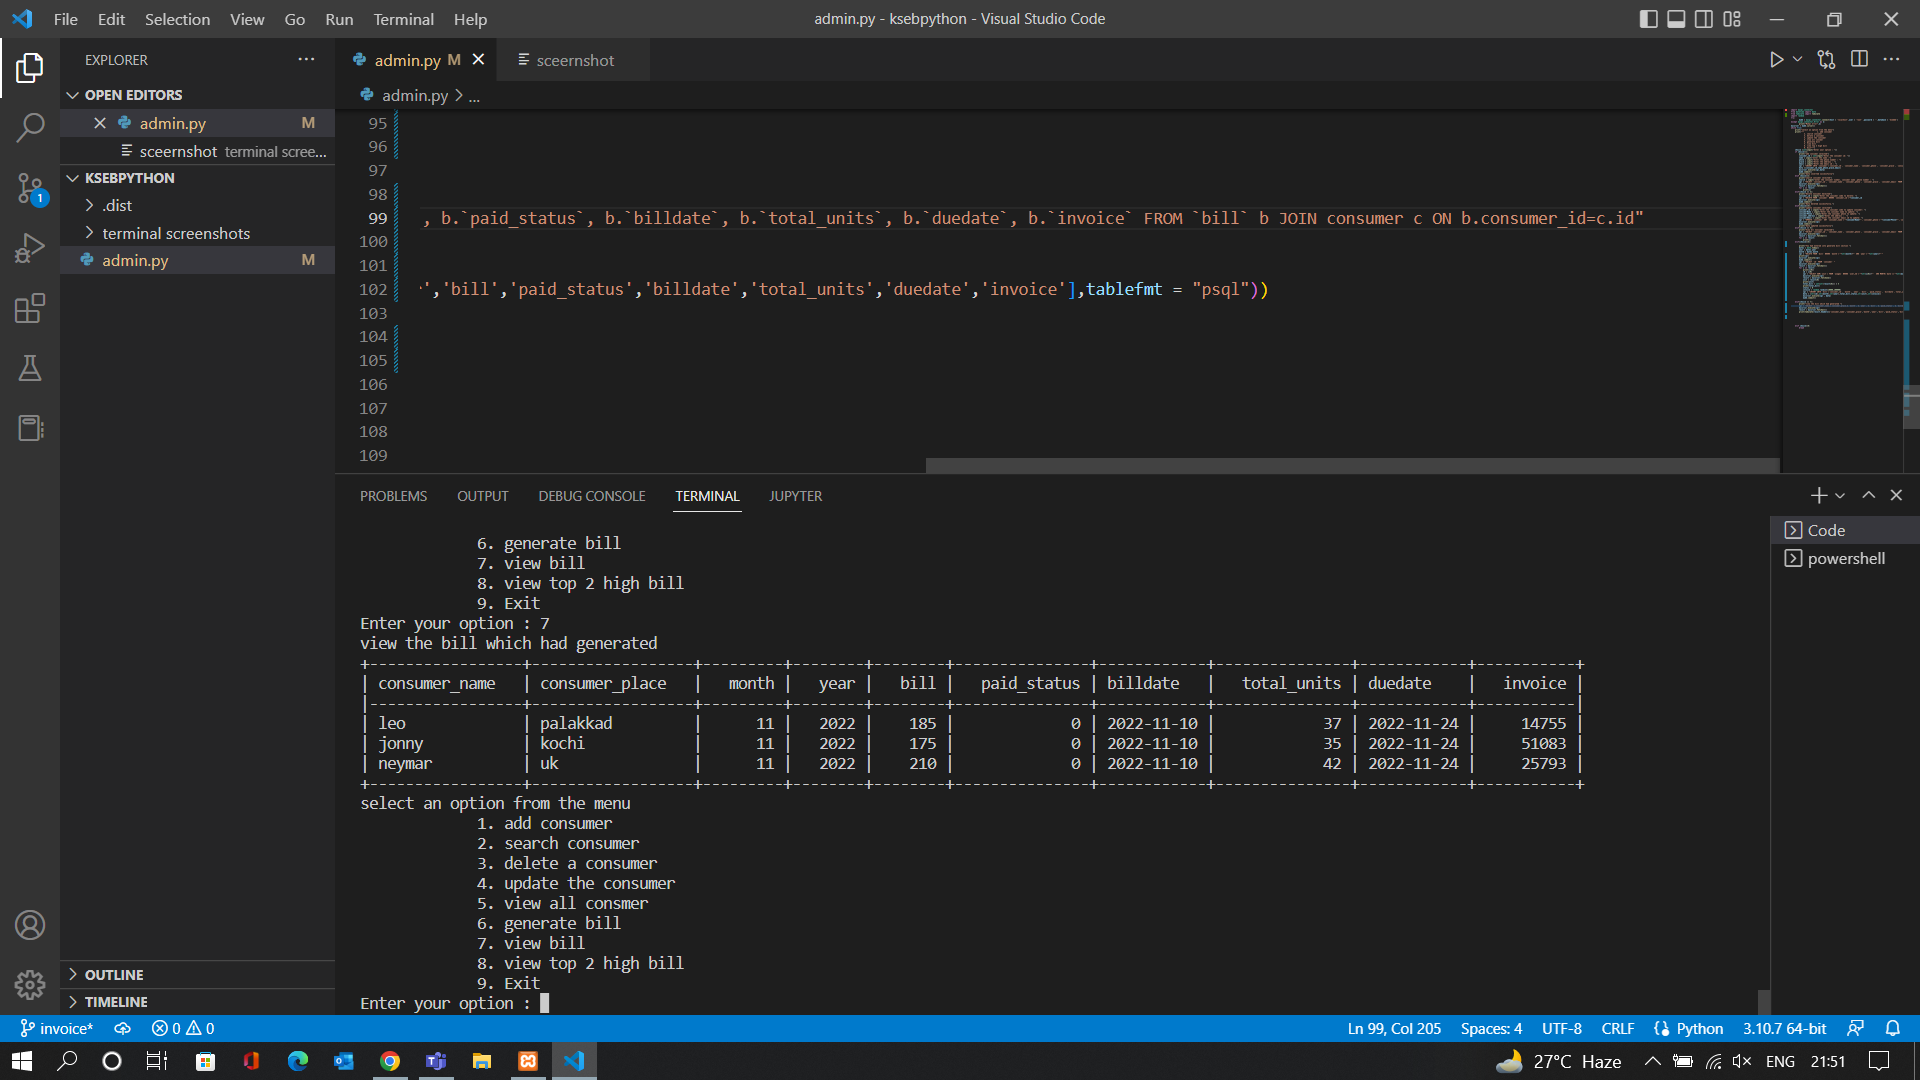 File Edit Selection View Go Run Terminal Help
admin.py - ksebpython - Visual Studio Code
EXPLORER
OPEN EDITORS
admin.py M
sceernshot terminal scree...
KSEBPYTHON
.dist
terminal screenshots
admin.py M
OUTLINE
TIMELINE
admin.py M
sceernshot
admin.py > ...
95
96
97
98
99 , b.`paid_status`, b.`billdate`, b.`total_units`, b.`duedate`, b.`invoice` FROM `bill` b JOIN consumer c ON b.consumer_id=c.id"
100
101
102 ','bill','paid_status','billdate','total_units','duedate','invoice'],tablefmt = "psql"))
103
104
105
106
107
108
109
PROBLEMS OUTPUT DEBUG CONSOLE TERMINAL JUPYTER
Code
powershell
6. generate bill
7. view bill
8. view top 2 high bill
9. Exit
Enter your option : 7
view the bill which had generated
+-----------------+------------------+---------+--------+--------+---------------+------------+---------------+------------+-----------+
| consumer_name | consumer_place | month | year | bill | paid_status | billdate | total_units | duedate | invoice |
|-----------------+------------------+---------+--------+--------+---------------+------------+---------------+------------+-----------|
| leo | palakkad | 11 | 2022 | 185 | 0 | 2022-11-10 | 37 | 2022-11-24 | 14755 |
| jonny | kochi | 11 | 2022 | 175 | 0 | 2022-11-10 | 35 | 2022-11-24 | 51083 |
| neymar | uk | 11 | 2022 | 210 | 0 | 2022-11-10 | 42 | 2022-11-24 | 25793 |
+-----------------+------------------+---------+--------+--------+---------------+------------+---------------+------------+-----------+
select an option from the menu
1. add consumer
2. search consumer
3. delete a consumer
4. update the consumer
5. view all consmer
6. generate bill
7. view bill
8. view top 2 high bill
9. Exit
Enter your option :
1
invoice* 0 0
Ln 99, Col 205 Spaces: 4 UTF-8 CRLF Python 3.10.7 64-bit
27°C Haze ENG 21:51